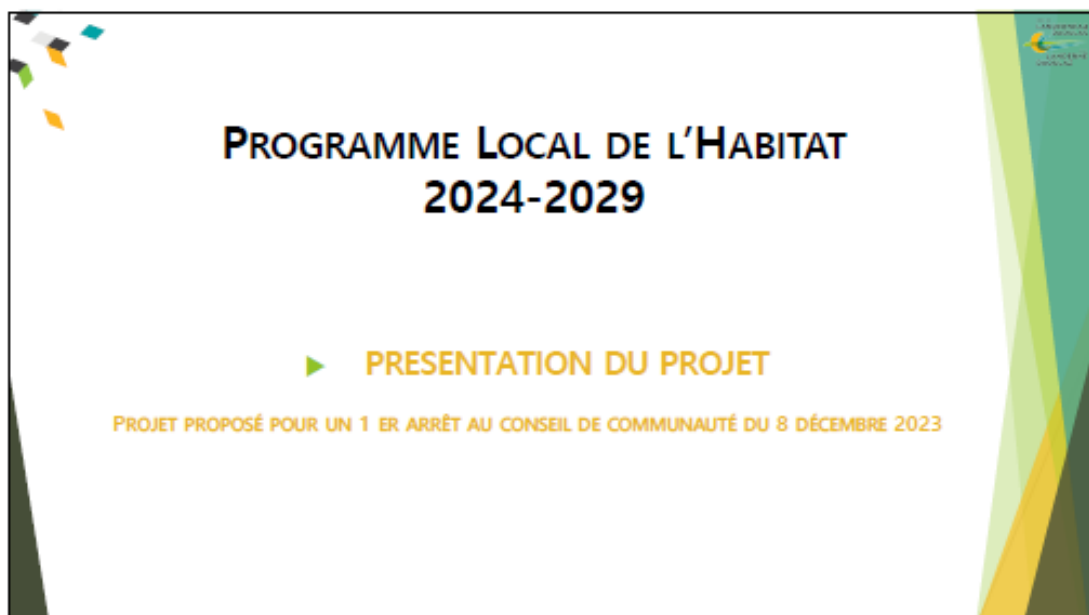 PROGRAMME LOCAL DE L'HABITAT
2024-2029
PRESENTATION DU PROJET
PROJET PROPOSÉ POUR UN 1 ER ARRÊT AU CONSEIL DE COMMUNAUTÉ DU 8 DÉCEMBRE 2023